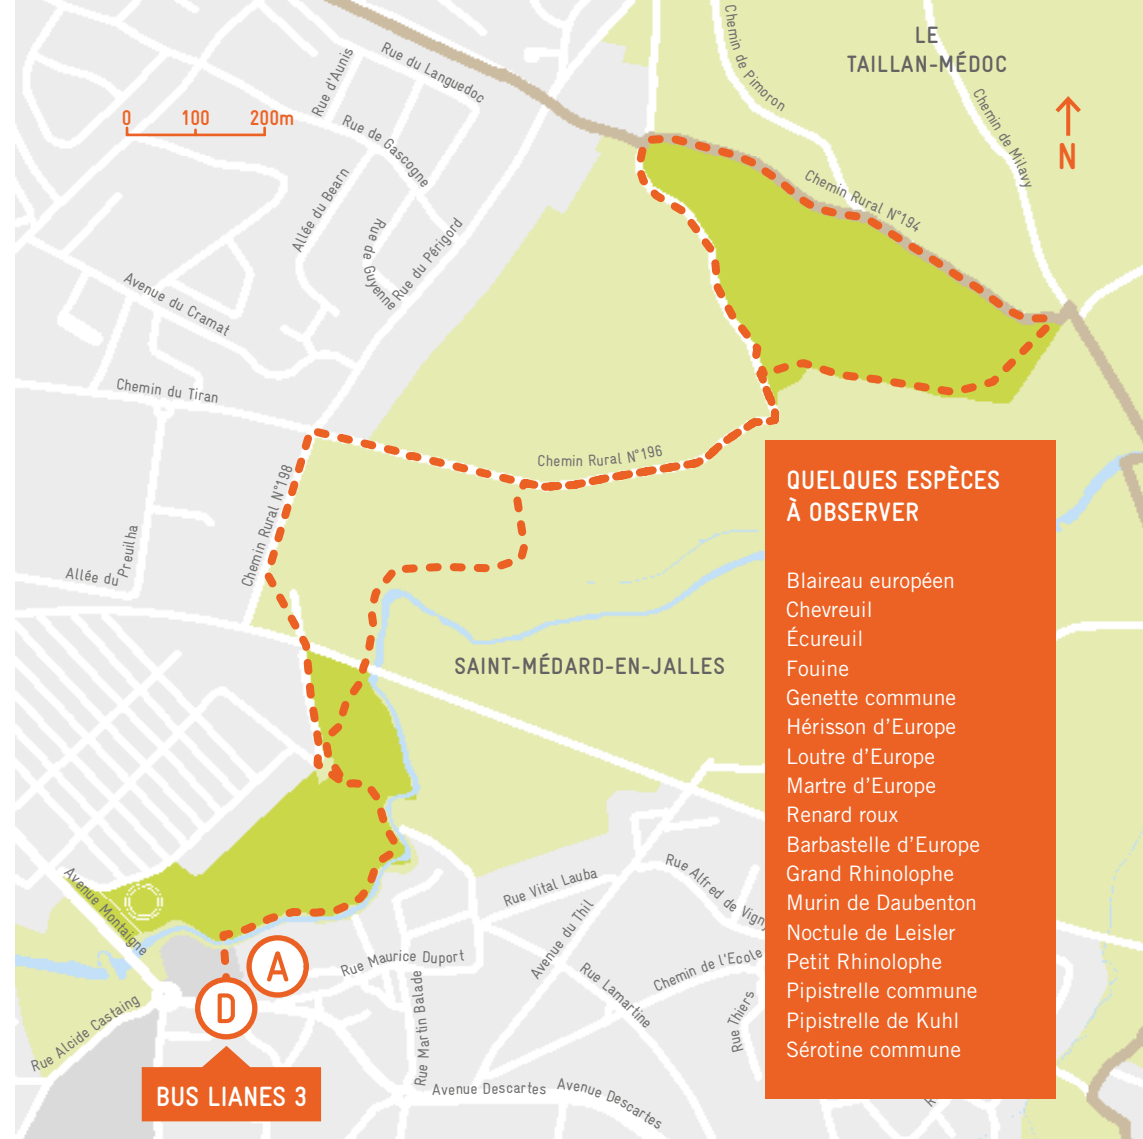 LE
TAILLAN-MÉDOC
Chemin de Pimoron
Chemin de Milavy
N
0 100 200m
Rue d'Aunis
Rue du Languedoc
Rue de Gascogne
Allée du Bearn
Rue de Guyenne
Rue du Périgord
Avenue du Cramat
Chemin du Tiran
Chemin Rural N°194
Chemin Rural N°196
Chemin Rural N°198
Allée du Preuilha
SAINT-MÉDARD-EN-JALLES
QUELQUES ESPÈCES
À OBSERVER
Blaireau européen
Chevreuil
Écureuil
Fouine
Genette commune
Hérisson d'Europe
Loutre d'Europe
Martre d'Europe
Renard roux
Barbastelle d'Europe
Grand Rhinolophe
Murin de Daubenton
Noctule de Leisler
Petit Rhinolophe
Pipistrelle commune
Pipistrelle de Kuhl
Sérotine commune
Avenue Montaigne
Rue Vital Lauba
Rue Alfred de Vigny
Avenue du Thil
Rue Maurice Duport
Chemin de l'Ecole
Rue Lamartine
Rue Thiers
Rue Martin Balade
Rue Alcide Castaing
A
D
BUS LIANES 3
Avenue Descartes
Avenue Descartes